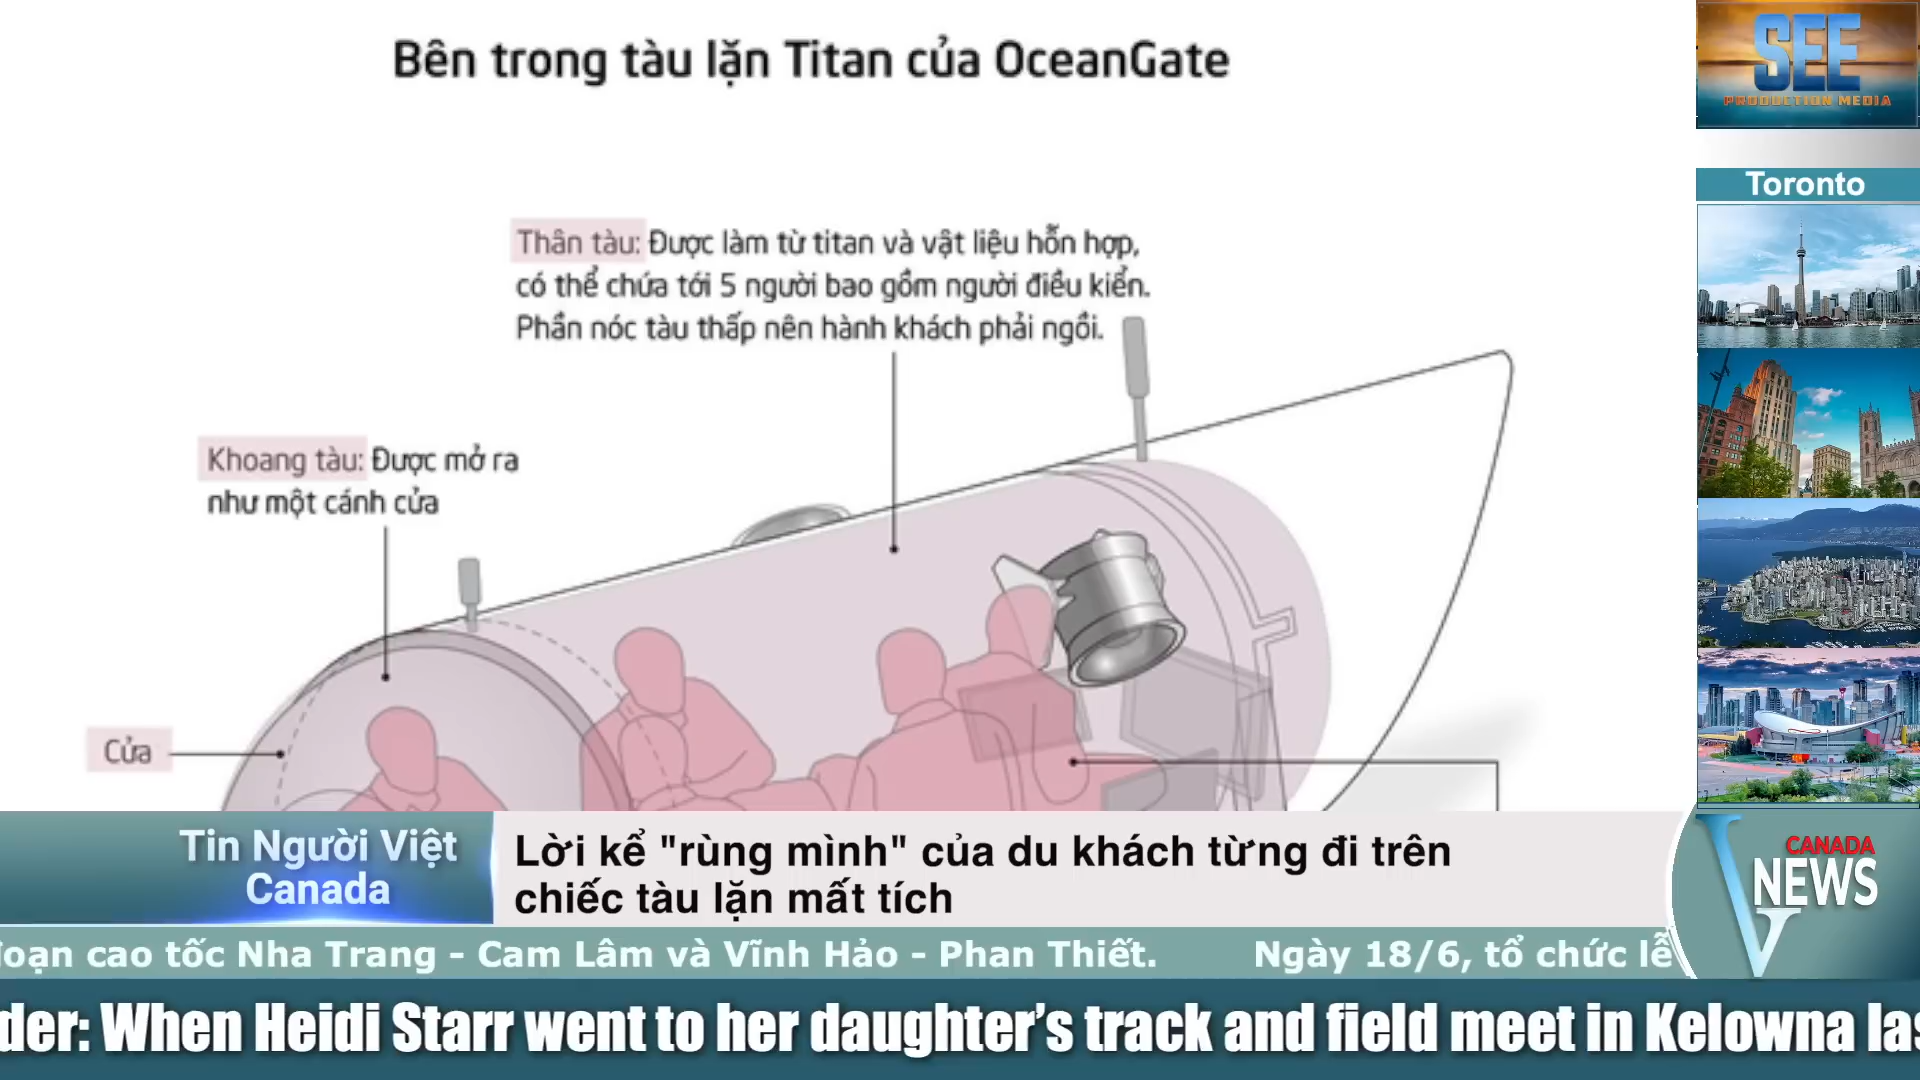 Bên trong tàu lặn Titan của OceanGate
SEE
PRODUCTION MEDIA
Toronto
Thân tàu: Được làm từ titan và vật liệu hỗn hợp,
có thể chứa tới 5 người bao gồm người điều kiển.
Phần nóc tàu thấp nên hành khách phải ngồi.
Khoang tàu: Được mở ra
như một cánh cửa
Cửa
Tin Người Việt
Canada
Lời kể "rùng mình" của du khách từng đi trên
chiếc tàu lặn mất tích
CANADA
V NEWS
đoạn cao tốc Nha Trang - Cam Lâm và Vĩnh Hảo - Phan Thiết. Ngày 18/6, tổ chức lễ
der: When Heidi Starr went to her daughter's track and field meet in Kelowna las